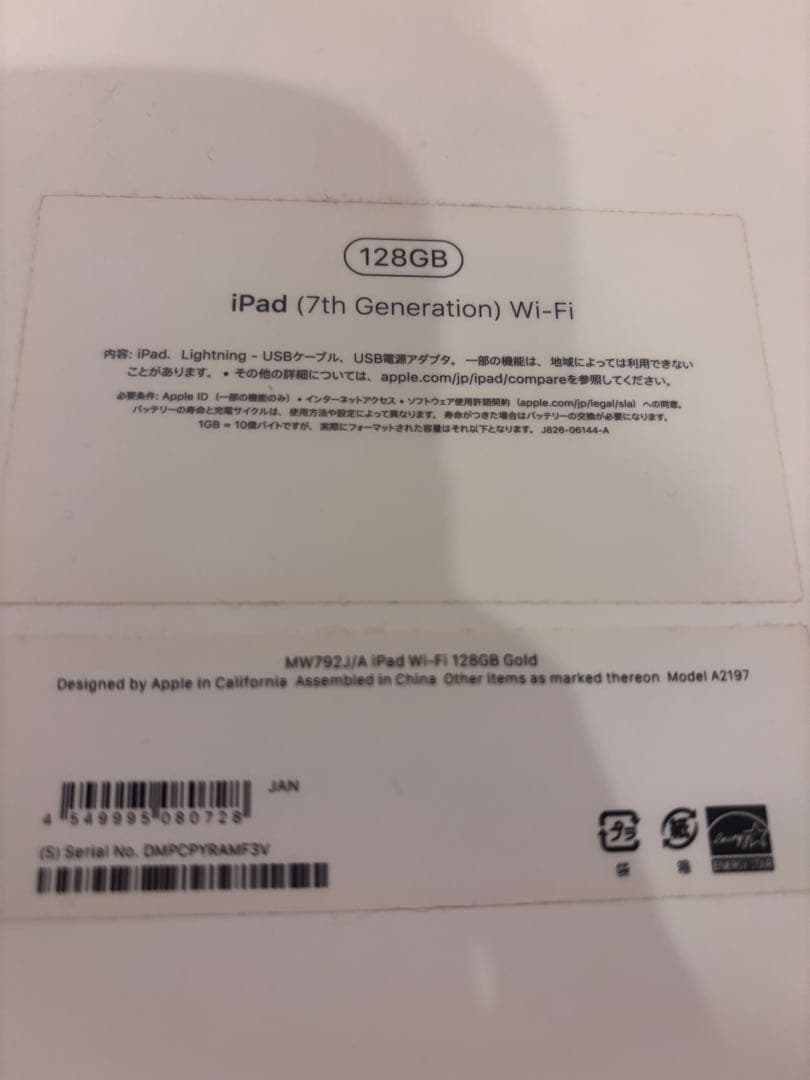 128GB
iPad (7th Generation) Wi-Fi
内容: iPad、Lightning - USBケーブル、USB電源アダプタ。 一部の機能は、地域によっては利用できない
ことがあります。 • その他の詳細については、apple.com/jp/ipad/compareを参照してください。
必要条件: Apple ID（一部の機能のみ）• インターネットアクセス • ソフトウェア使用許諾契約（apple.com/jp/legal/sla）への同意。
バッテリーの寿命と充電サイクルは、使用方法や設定によって異なります。 寿命がつきた場合はバッテリーの交換が必要になります。
1GB = 10億バイトですが、実際にフォーマットされた容量はそれ以下となります。 J826-06144-A
MW792J/A iPad Wi-Fi 128GB Gold
Designed by Apple in California Assembled in China Other items as marked thereon Model A2197
JAN
4 549995 080728
(S) Serial No. DMPCPYRAMF3V
プラ
紙
袋
箱
energy
ENERGY STAR